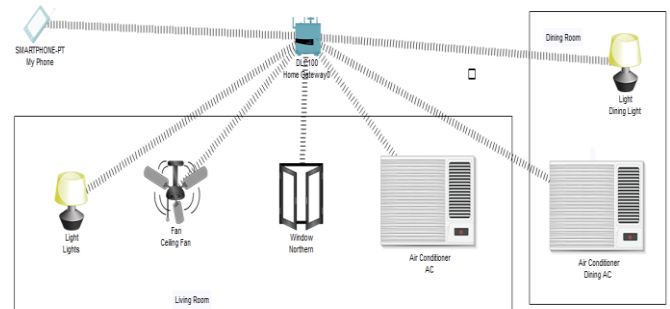 SMARTPHONE-PT
My Phone
DLC100
Home Gateway0
Dining Room
Light
Dining Light
Light
Lights
Fan
Ceiling Fan
Window
Northern
Air Conditioner
AC
Air Conditioner
Dining AC
Living Room